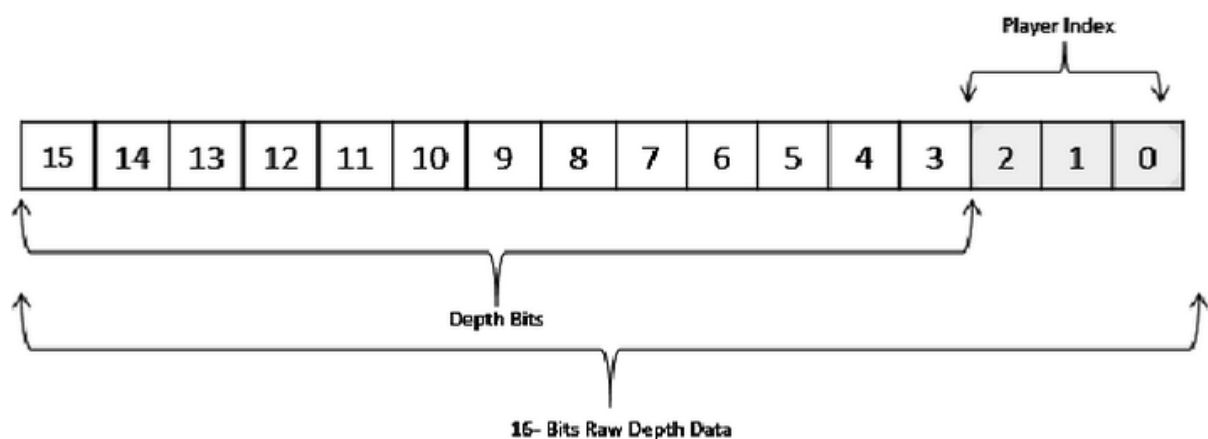 Player Index
15 14 13 12 11 10 9 8 7 6 5 4 3 2 1 0
Depth Bits
16- Bits Raw Depth Data